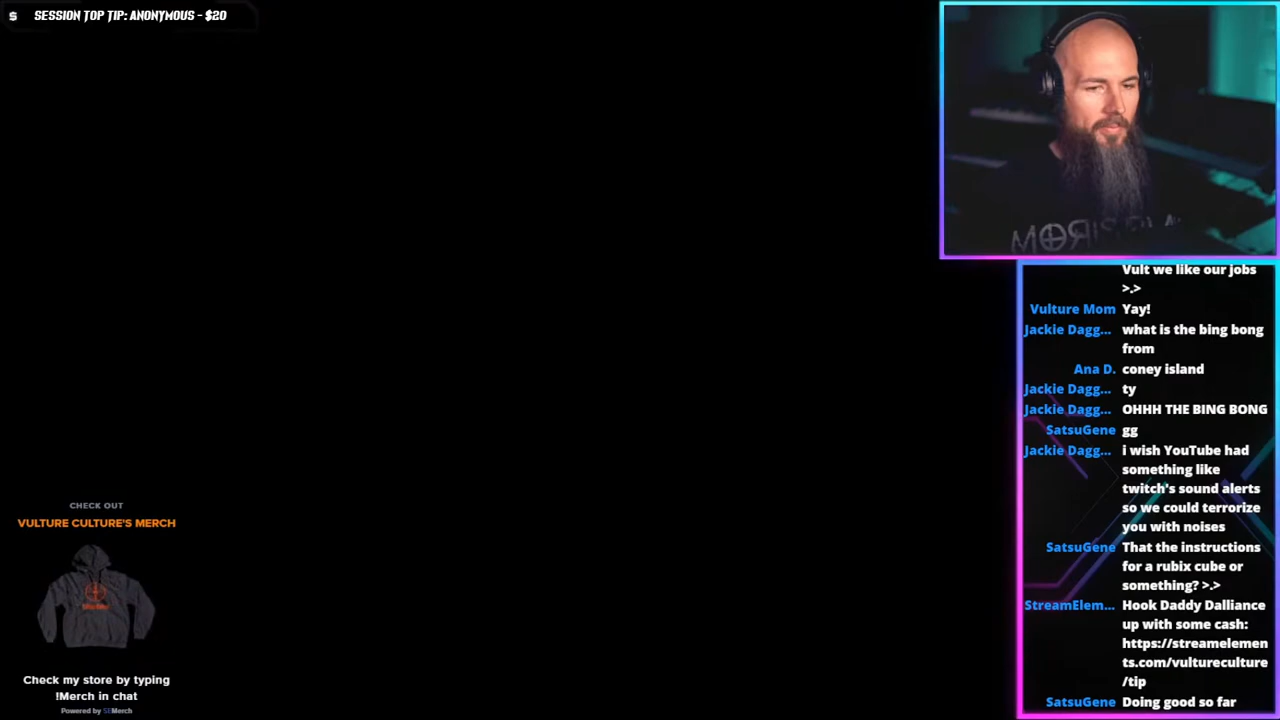 $ SESSION TOP TIP: ANONYMOUS - $20
Vult we like our jobs
>.>
Vulture Mom Yay!
Jackie Dagg... what is the bing bong
from
Ana D. coney island
Jackie Dagg... ty
Jackie Dagg... OHHH THE BING BONG
SatsuGene gg
Jackie Dagg... i wish YouTube had
something like
twitch's sound alerts
so we could terrorize
you with noises
SatsuGene That the instructions
for a rubix cube or
something? >.>
StreamElem... Hook Daddy Dalliance
up with some cash:
https://streamelemen
ts.com/vultureculture
/tip
SatsuGene Doing good so far
CHECK OUT
VULTURE CULTURE'S MERCH
Check my store by typing
!Merch in chat
Powered by SEMerch